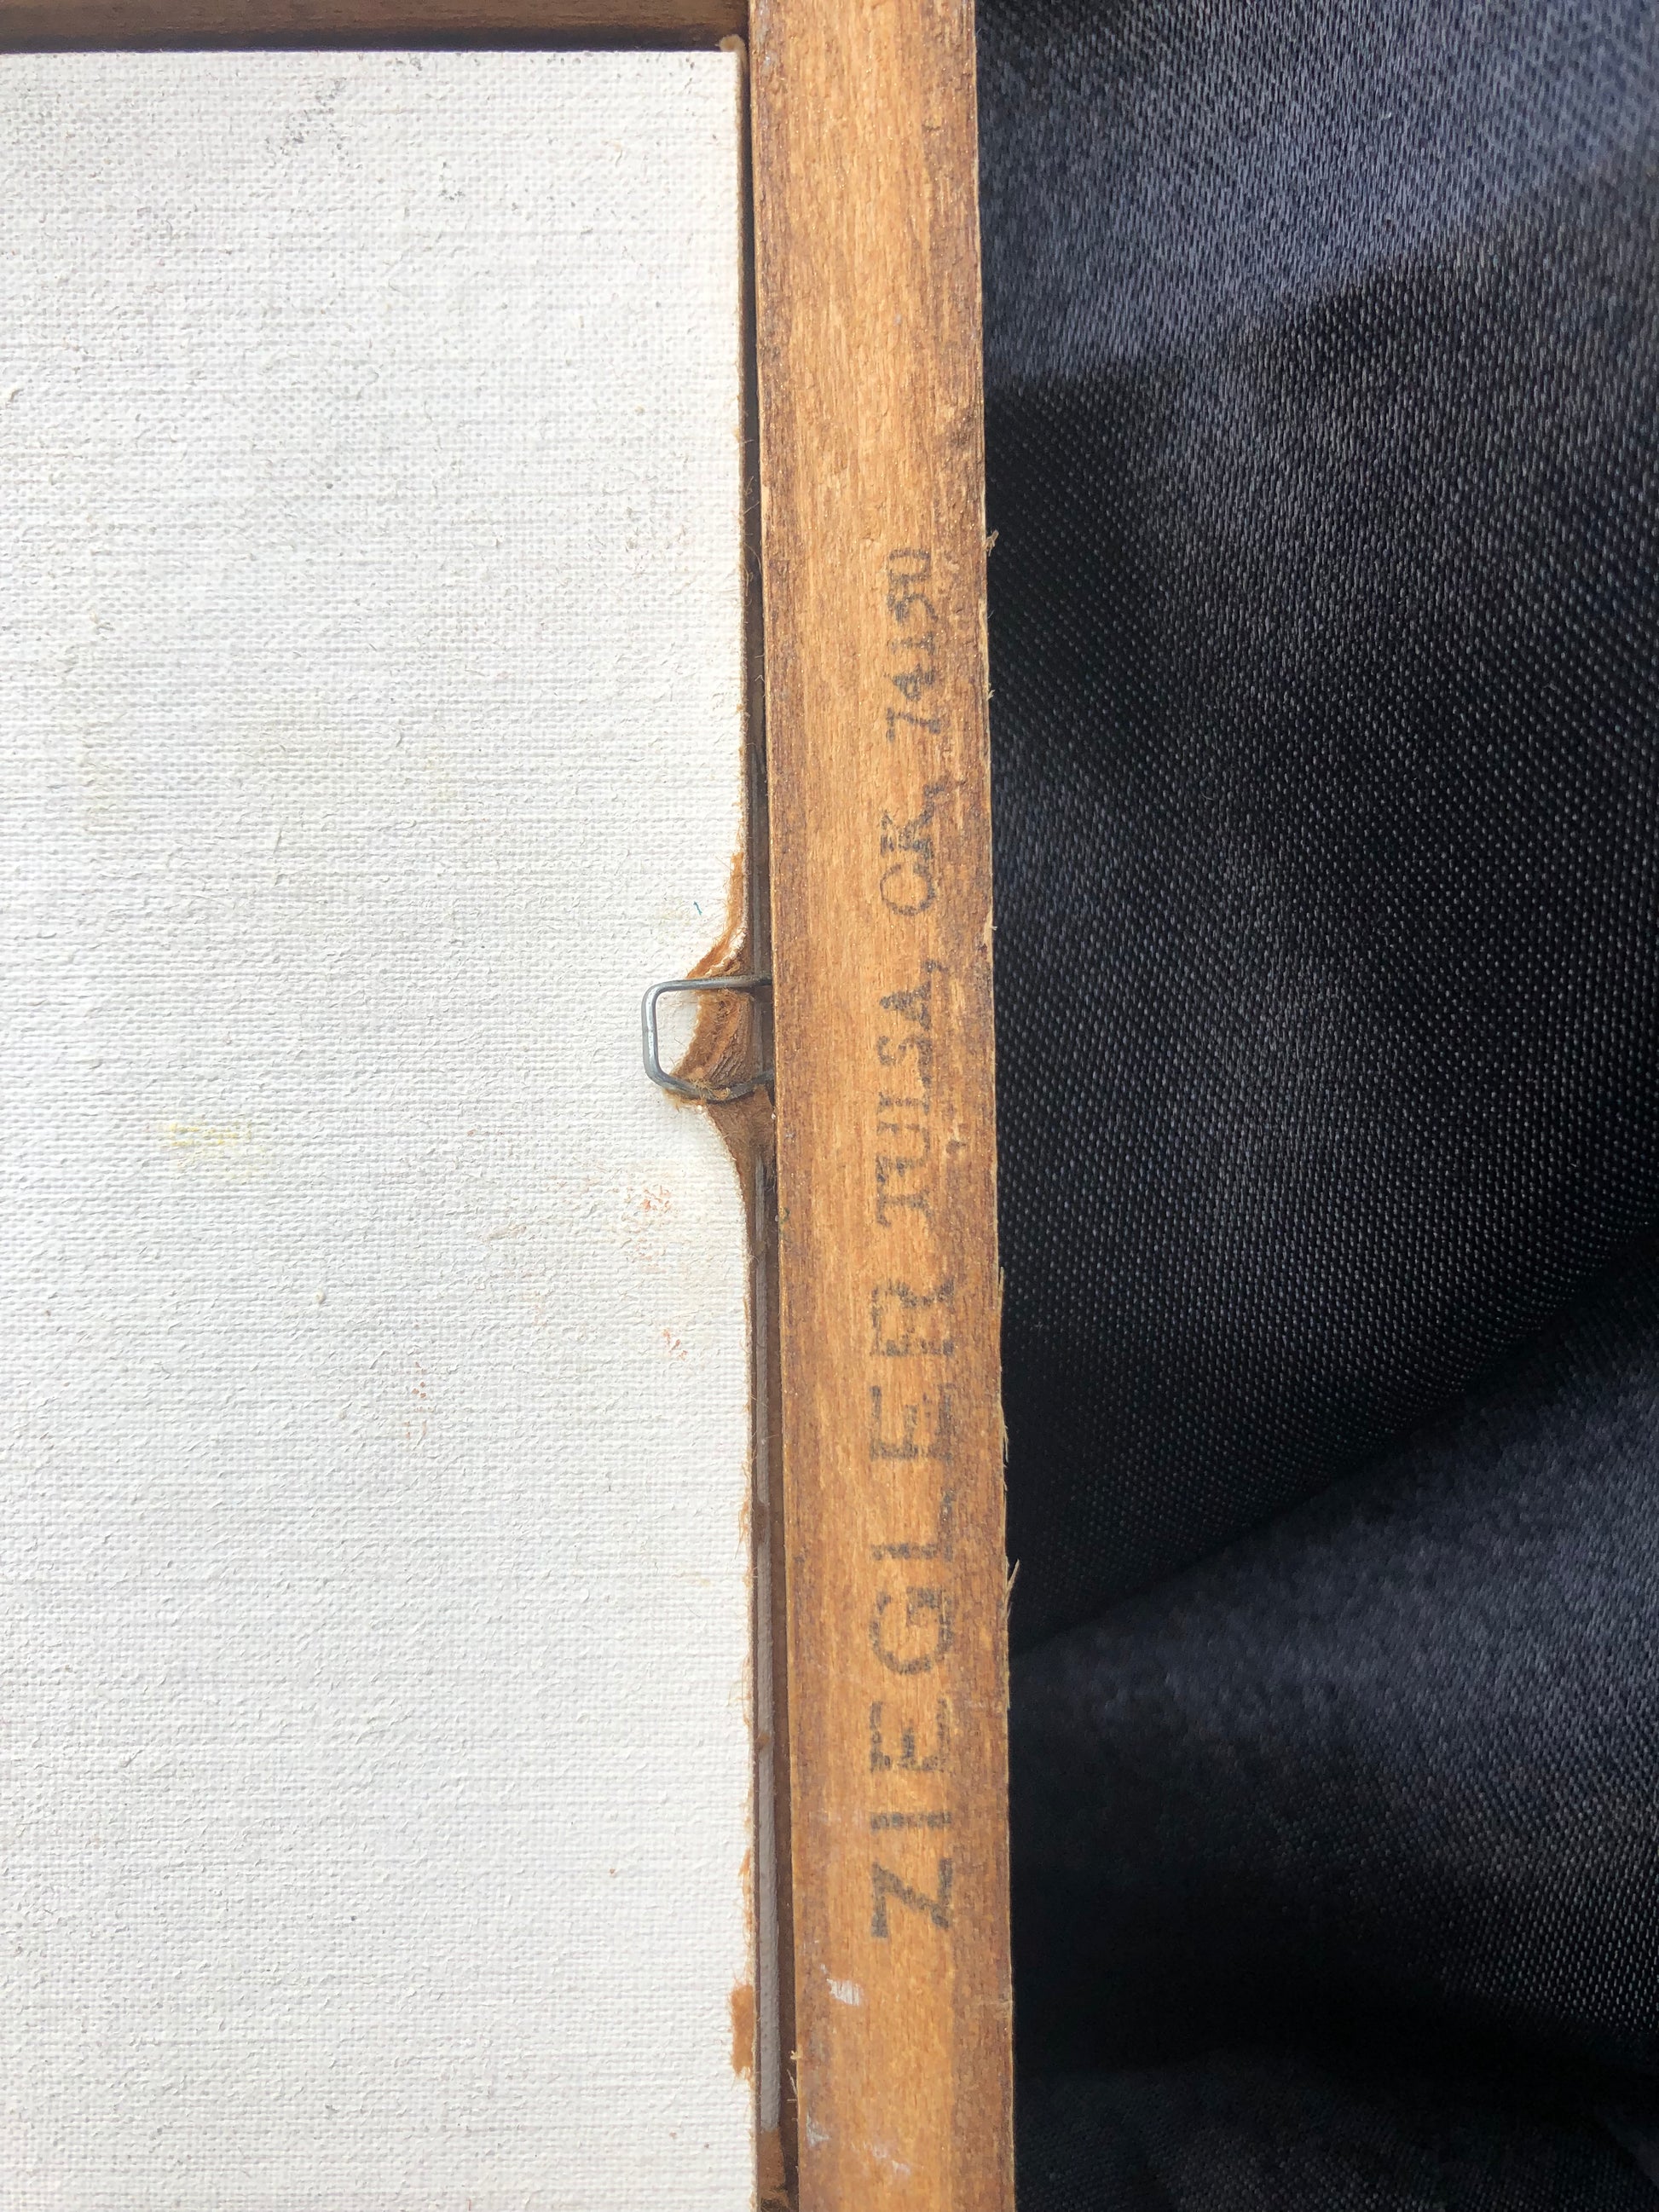 ZIEGLER TULSA, OK, 74150